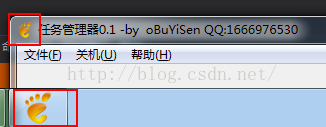 任务管理器0.1 -by  oBuYiSen QQ:1666976530
文件(F) 关机(U) 帮助(H)
http://blog.csdn.net/